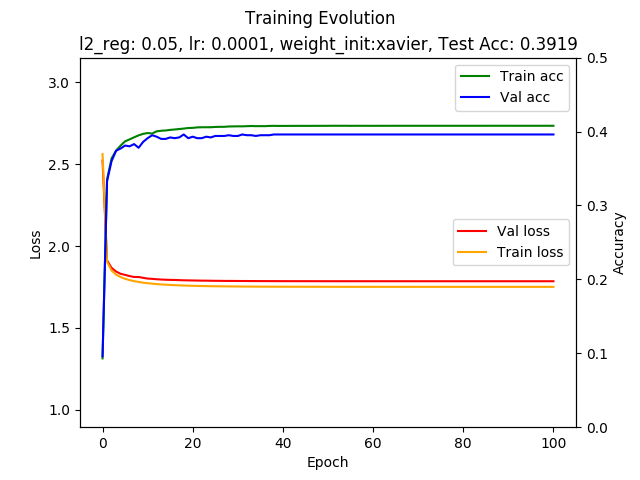 Training Evolution
l2_reg: 0.05, lr: 0.0001, weight_init:xavier, Test Acc: 0.3919
3.0
2.5
2.0
1.5
1.0
Loss
0
20
40
60
80
100
Epoch
0.5
0.4
0.3
0.2
0.1
0.0
Accuracy
Train acc
Val acc
Val loss
Train loss